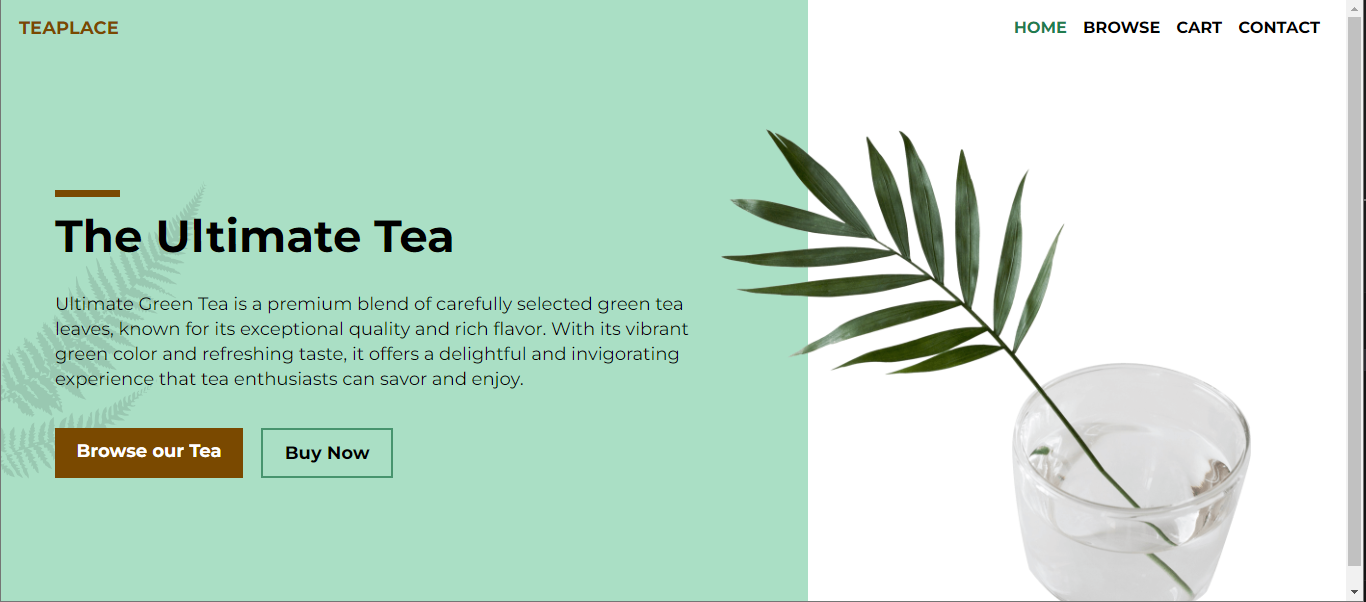 TEAPLACE
HOME BROWSE CART CONTACT
The Ultimate Tea
Ultimate Green Tea is a premium blend of carefully selected green tea
leaves, known for its exceptional quality and rich flavor. With its vibrant
green color and refreshing taste, it offers a delightful and invigorating
experience that tea enthusiasts can savor and enjoy.
Browse our Tea
Buy Now